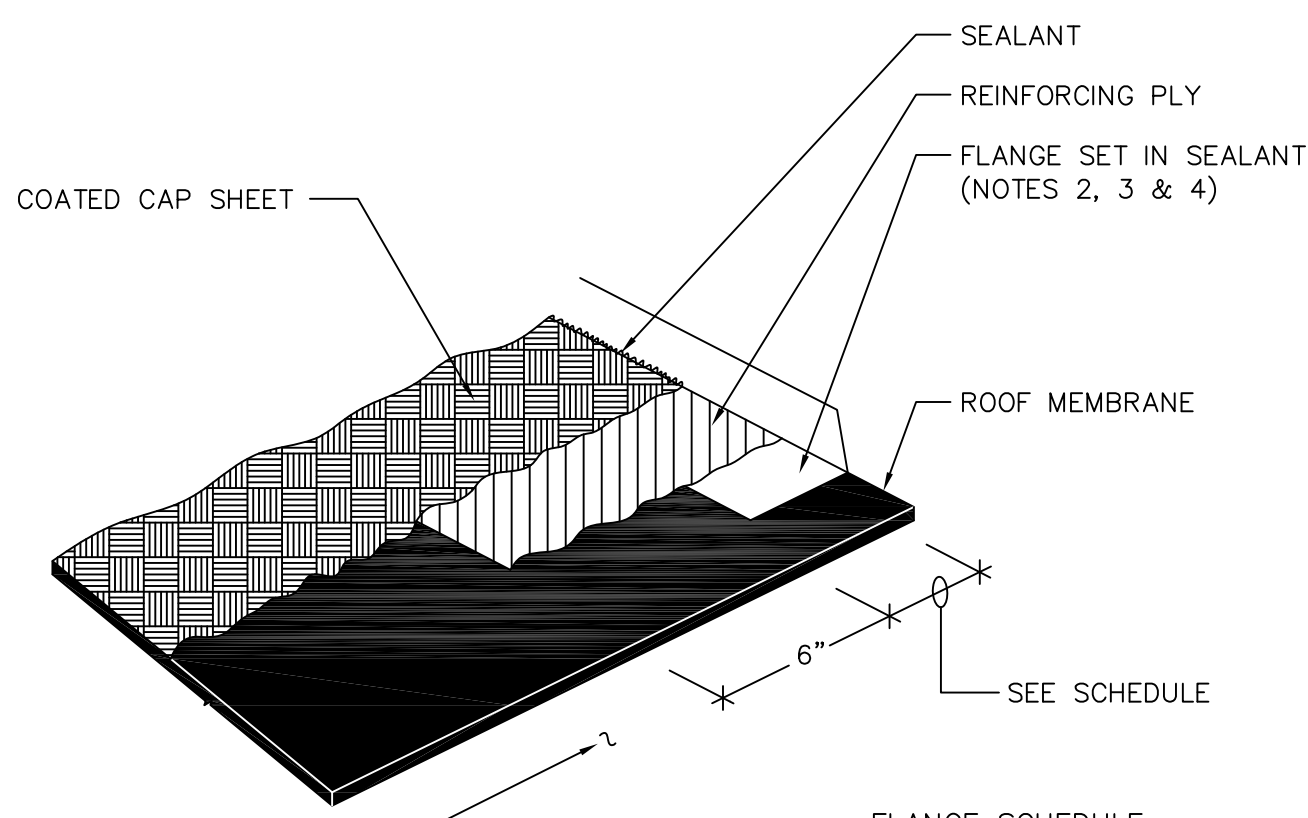 SEALANT
REINFORCING PLY
FLANGE SET IN SEALANT
(NOTES 2, 3 & 4)
COATED CAP SHEET
ROOF MEMBRANE
6”
SEE SCHEDULE
FLANGE SCHEDULE